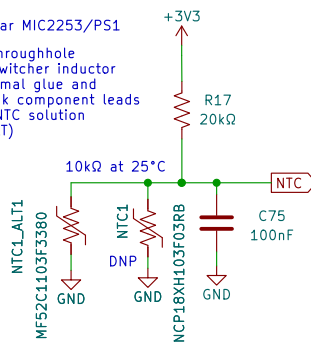 ar MIC2253/PS1
+3V3
hroughhole
witcher inductor
mal glue and
k component leads
NTC solution
T)
R17
20kΩ
10kΩ at 25°C
NTC
NTC1_ALT1
MF52C1103F3380
NTC1
DNP
NCP18XH103F03RB
C75
100nF
GND
GND
GND